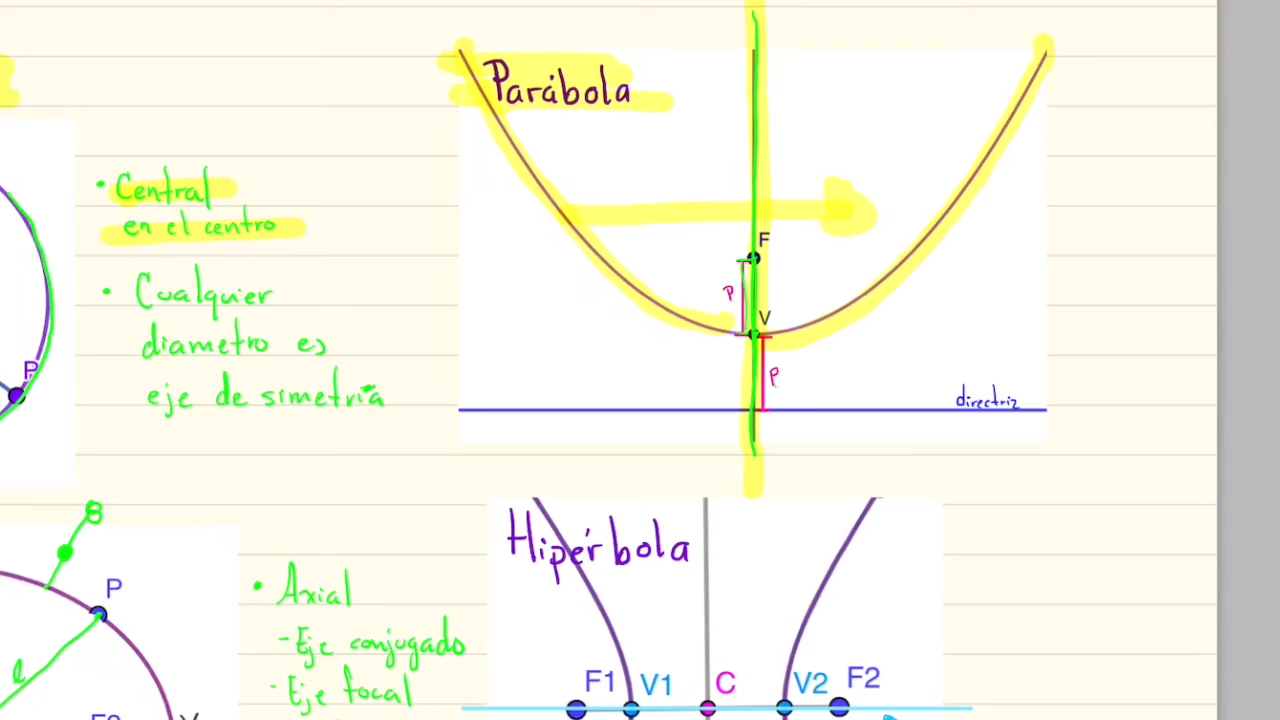 Parábola
• Central
en el centro
• Cualquier
diametro es
eje de simetría
P
F
P
V
P
directriz
B
P
l
• Axial
- Eje conjugado
- Eje focal
Hipérbola
F1
V1
C
V2
F2